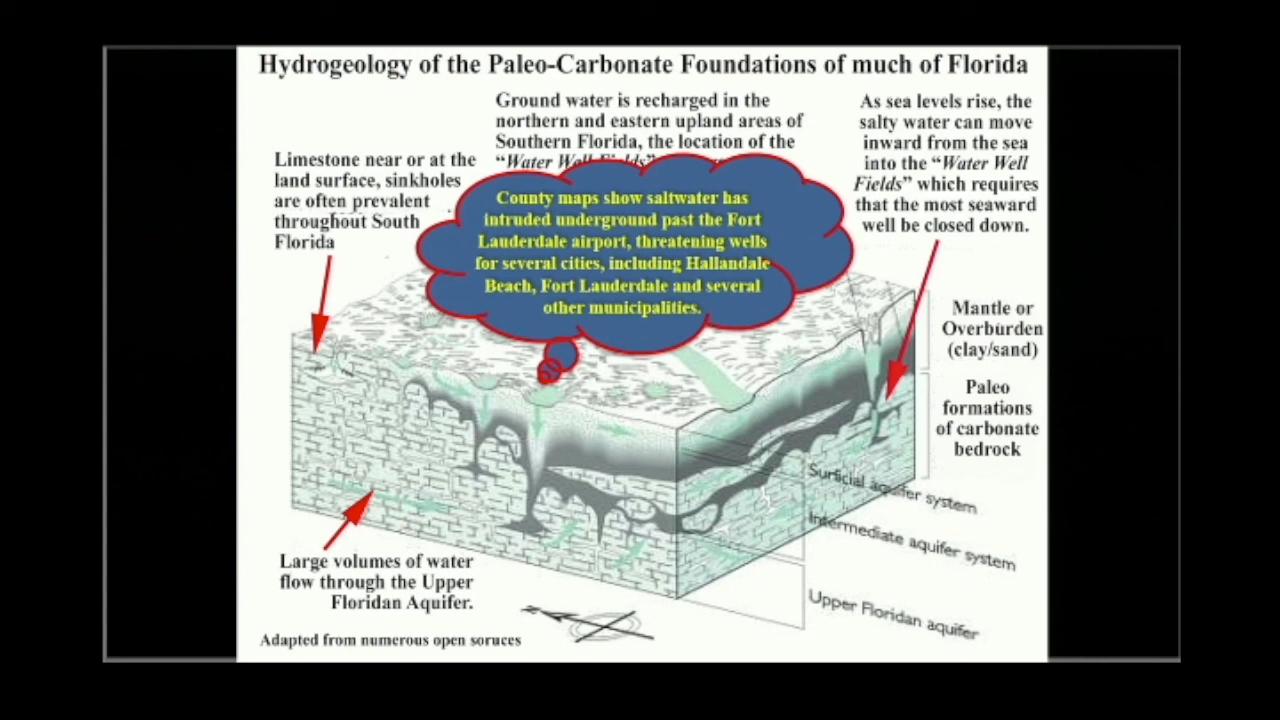 Hydrogeology of the Paleo-Carbonate Foundations of much of Florida
Ground water is recharged in the
northern and eastern upland areas of
Southern Florida, the location of the
"Water Well Fields"
As sea levels rise, the
salty water can move
inward from the sea
into the "Water Well
Fields" which requires
that the most seaward
well be closed down.
Limestone near or at the
land surface, sinkholes
are often prevalent
throughout South
Florida
County maps show saltwater has
intruded underground past the Fort
Lauderdale airport, threatening wells
for several cities, including Hallandale
Beach, Fort Lauderdale and several
other municipalities.
Mantle or
Overburden
(clay/sand)
Paleo
formations
of carbonate
bedrock
Surficial aquifer system
Intermediate aquifer system
Upper Floridan aquifer
Large volumes of water
flow through the Upper
Floridan Aquifer.
N
Adapted from numerous open soruces